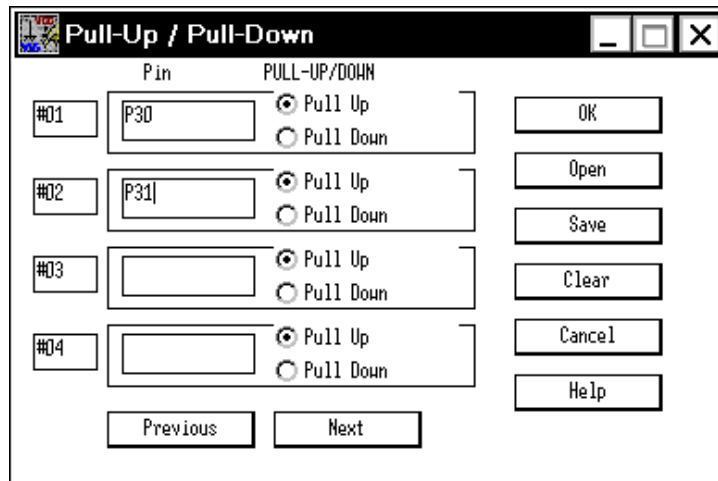 Pull-Up / Pull-Down
Pin PULL-UP/DOWN
#01 P30 Pull Up
Pull Down
#02 P31 Pull Up
Pull Down
#03 Pull Up
Pull Down
#04 Pull Up
Pull Down
OK
Open
Save
Clear
Cancel
Help
Previous Next